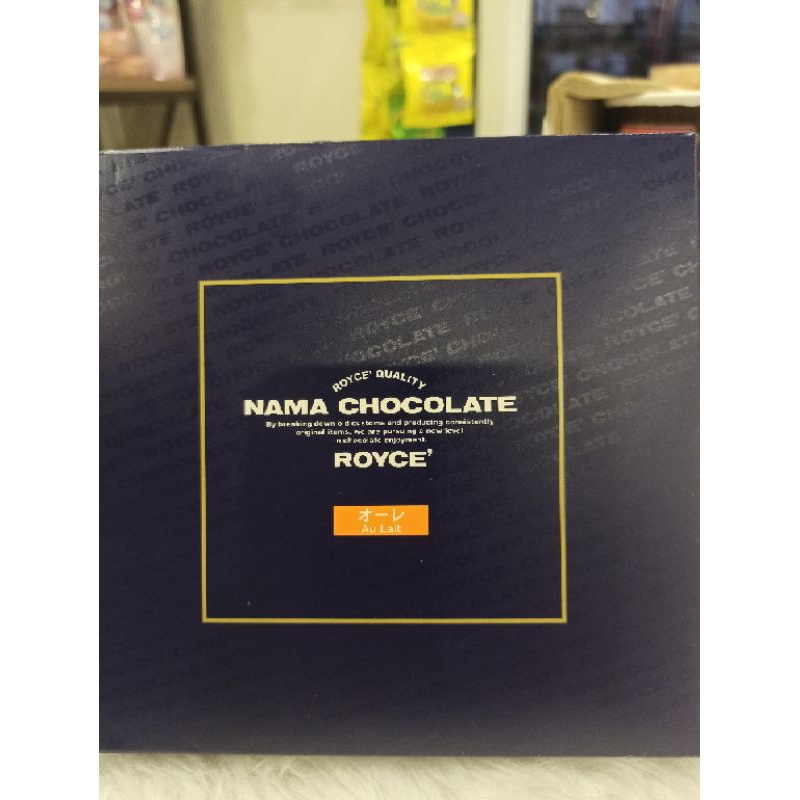 ROYCE' QUALITY
NAMA CHOCOLATE
By breaking down old customs and producing consistently
original items, we are pursuing a new level
in chocolate enjoyment.
ROYCE'
オーレ
Au Lait